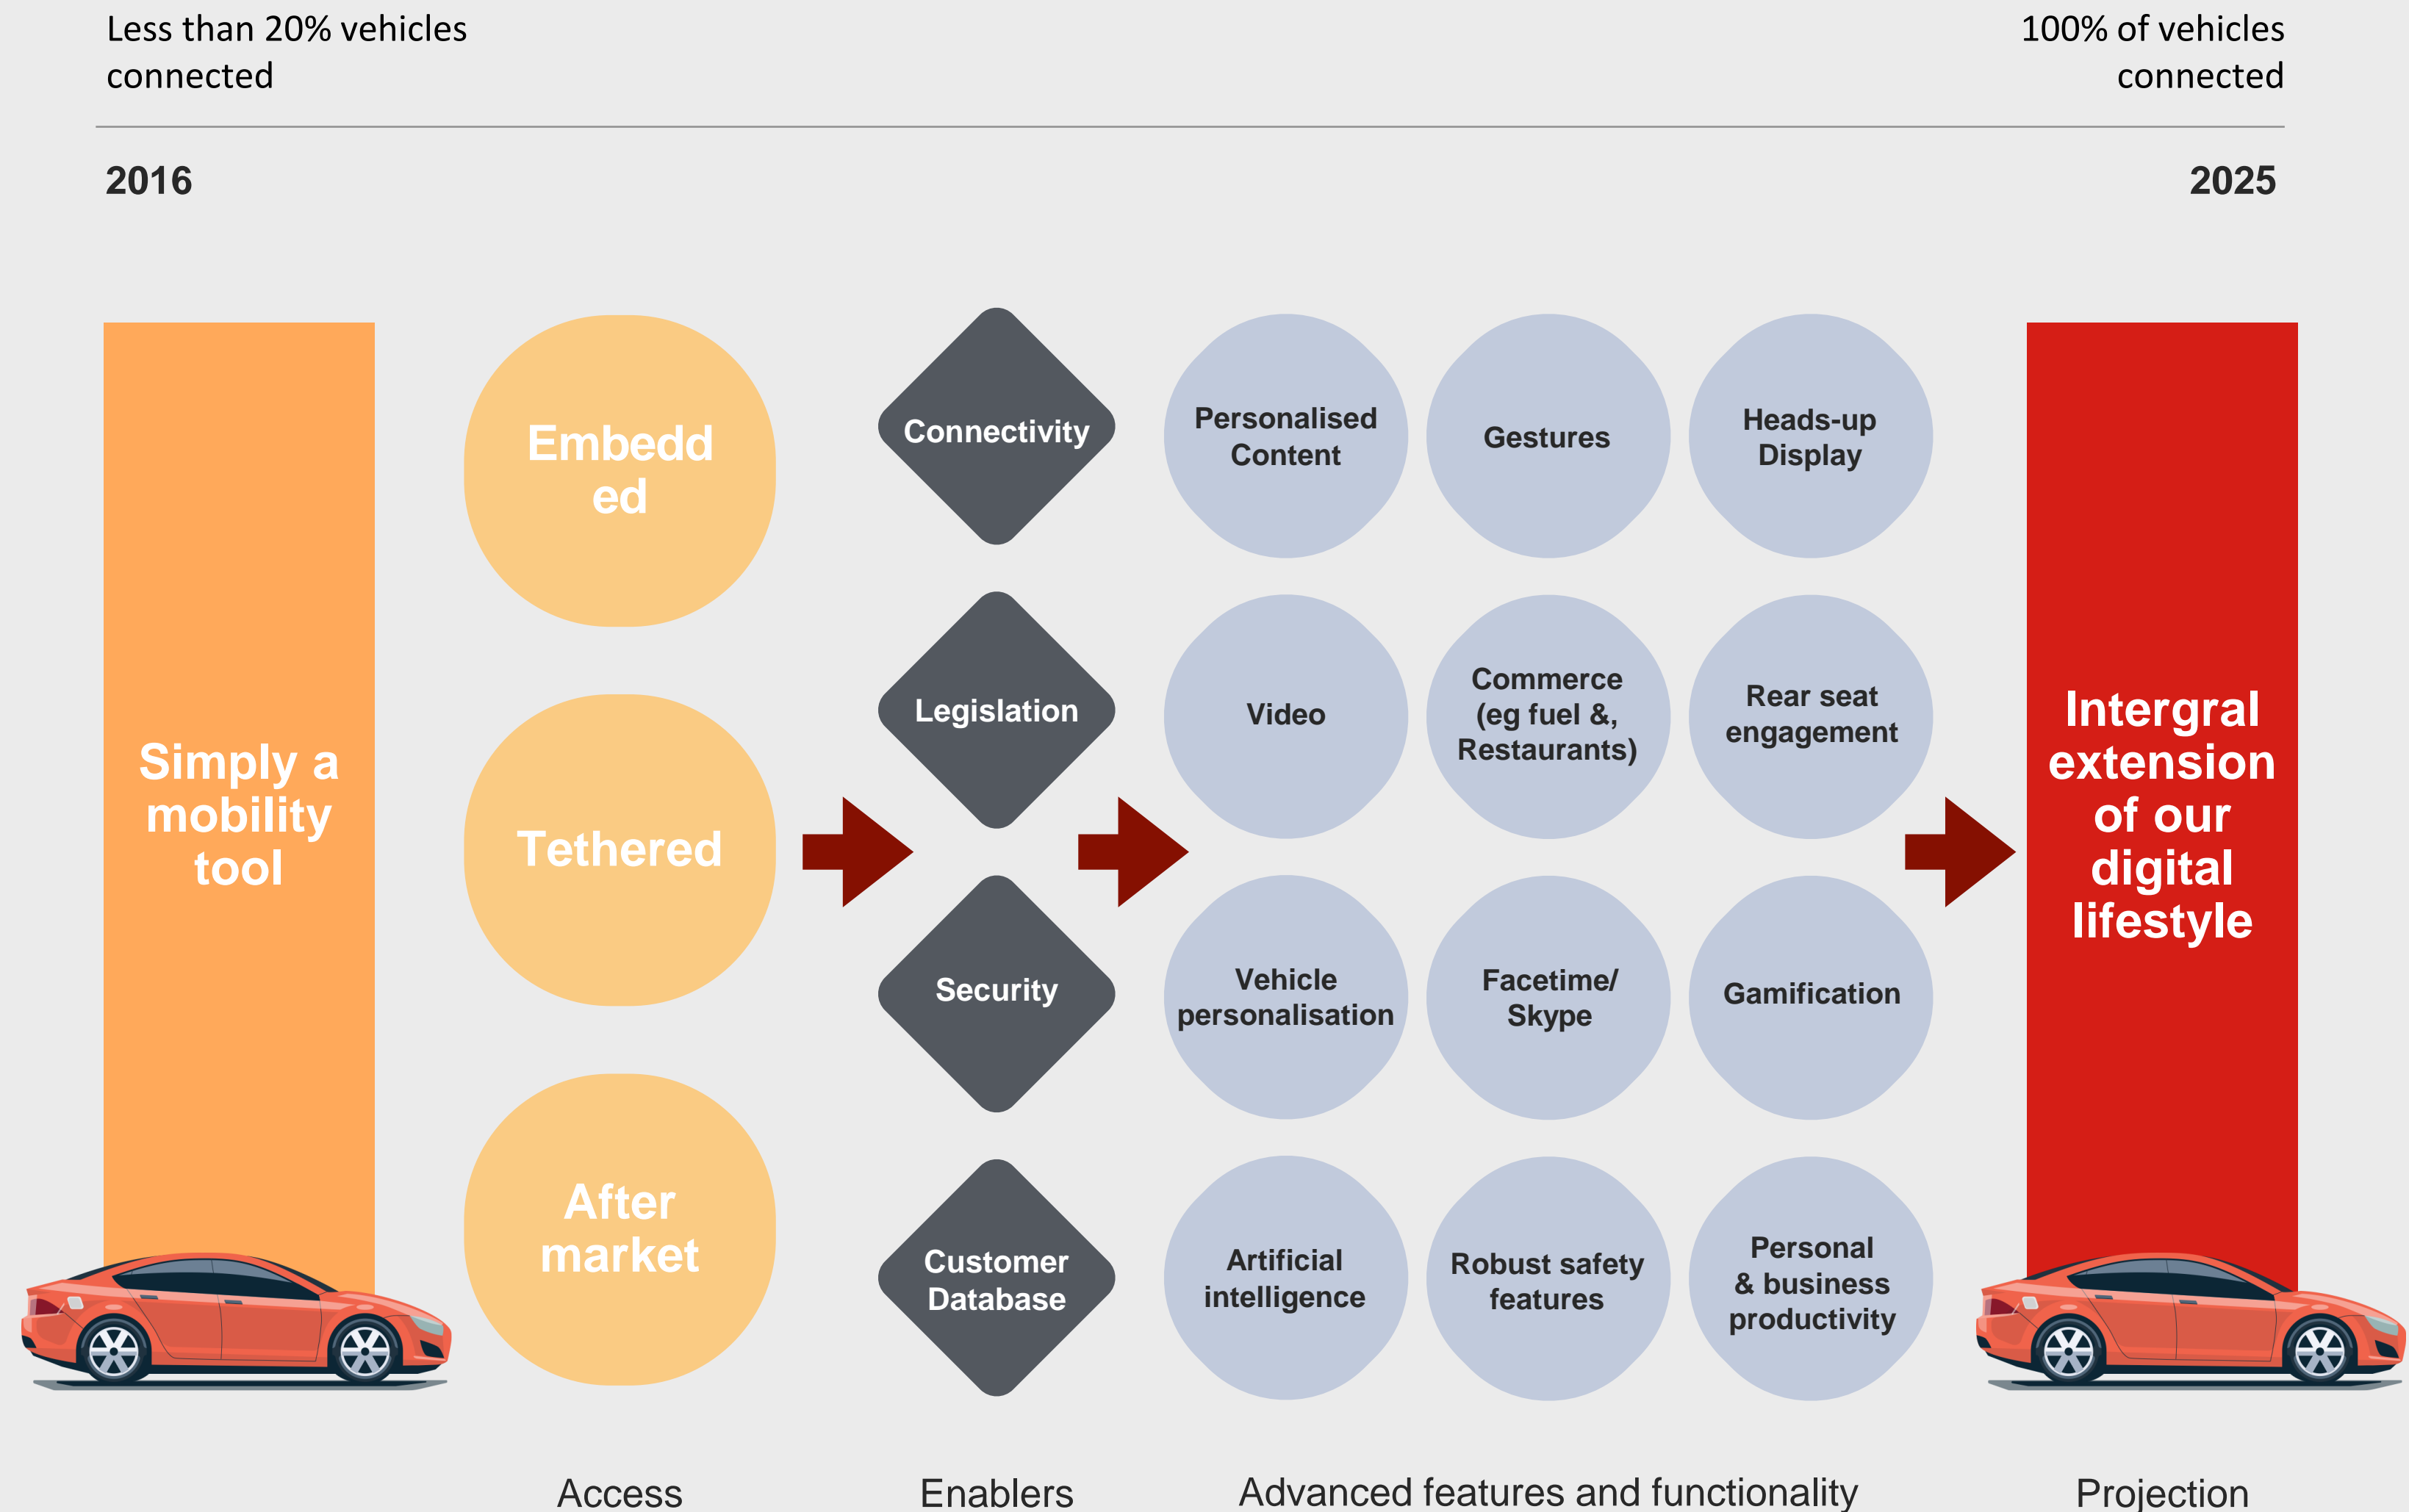 Less than 20% vehicles
connected
100% of vehicles
connected
2016
2025
Simply a
mobility
tool
Embedd
ed
Tethered
After
market
Connectivity
Legislation
Security
Customer
Database
Personalised
Content
Gestures
Heads-up
Display
Video
Commerce
(eg fuel &,
Restaurants)
Rear seat
engagement
Vehicle
personalisation
Facetime/
Skype
Gamification
Artificial
intelligence
Robust safety
features
Personal
& business
productivity
Intergral
extension
of our
digital
lifestyle
Access
Enablers
Advanced features and functionality
Projection